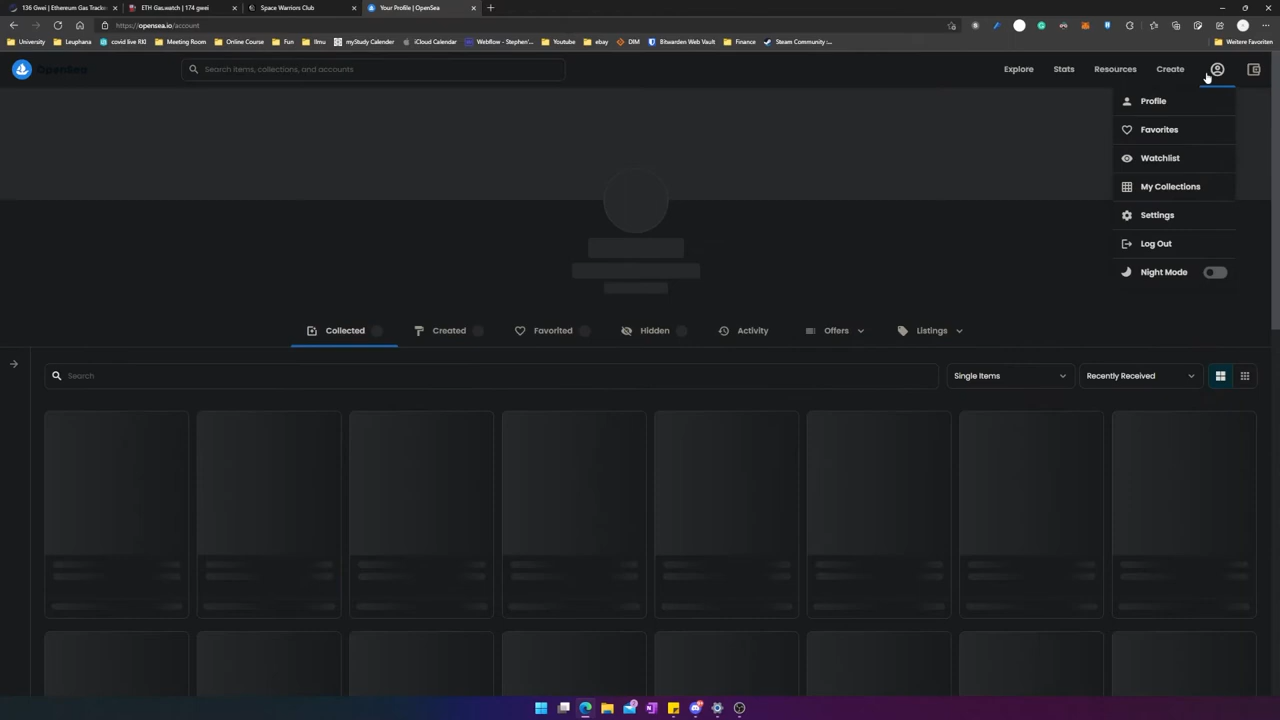 136 Gwei | Ethereum Gas Tracke
ETH Gas.watch | 174 gwei
Space Warriors Club
Your Profile | OpenSea
https://opensea.io/account
University
Leuphana
covid live RKI
Meeting Room
Online Course
Fun
Ilmu
myStudy Calender
iCloud Calendar
Webflow - Stephen'...
Youtube
ebay
DIM
Bitwarden Web Vault
Finance
Steam Community :...
Weitere Favoriten
OpenSea
Search items, collections, and accounts
Explore
Stats
Resources
Create
Profile
Favorites
Watchlist
My Collections
Settings
Log Out
Night Mode
Collected
Created
Favorited
Hidden
Activity
Offers
Listings
Search
Single Items
Recently Received